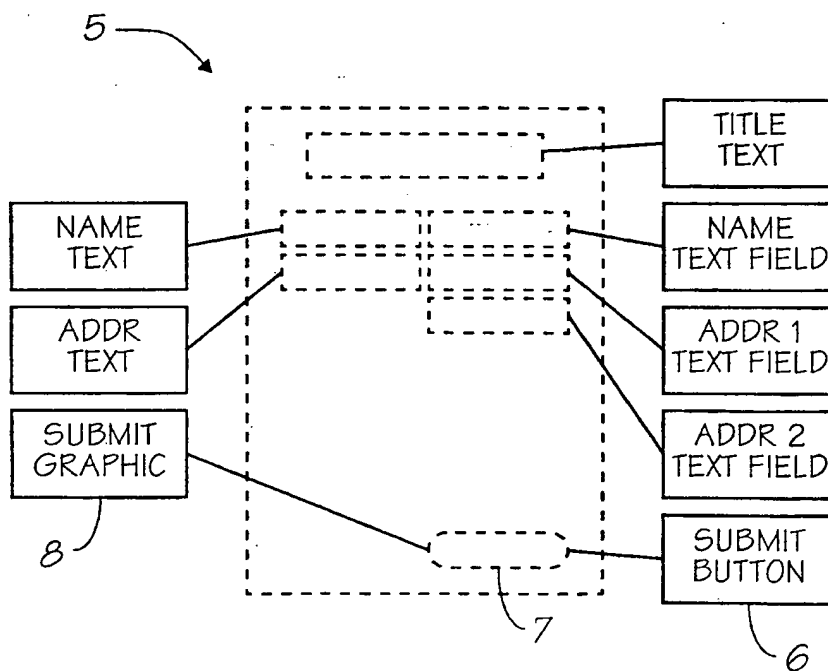 5
TITLE
TEXT
NAME
TEXT
NAME
TEXT FIELD
ADDR
TEXT
ADDR 1
TEXT FIELD
SUBMIT
GRAPHIC
ADDR 2
TEXT FIELD
8
7
SUBMIT
BUTTON
6